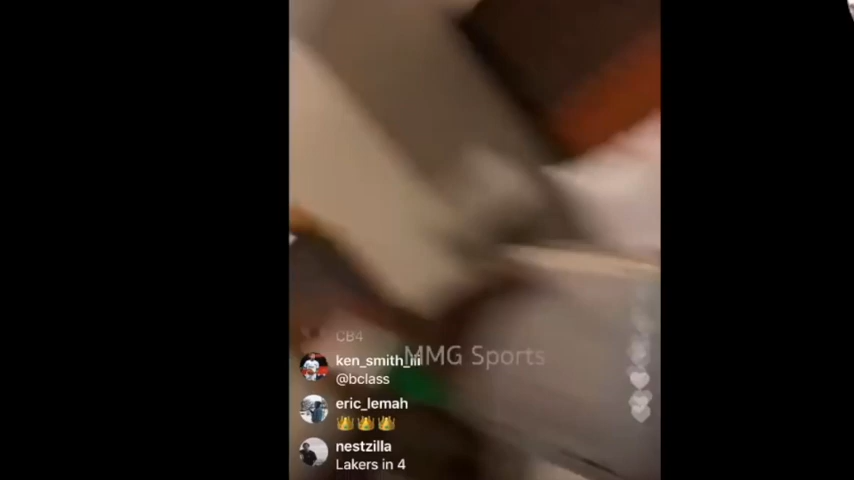 CB4
ken_smith_iii
MMG Sports
@bclass
eric_lemah
👑👑👑
nestzilla
Lakers in 4